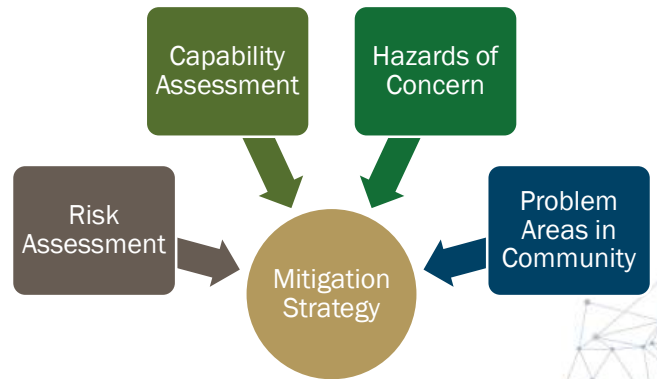 Capability
Assessment
Hazards of
Concern
Risk
Assessment
Problem
Areas in
Community
Mitigation
Strategy